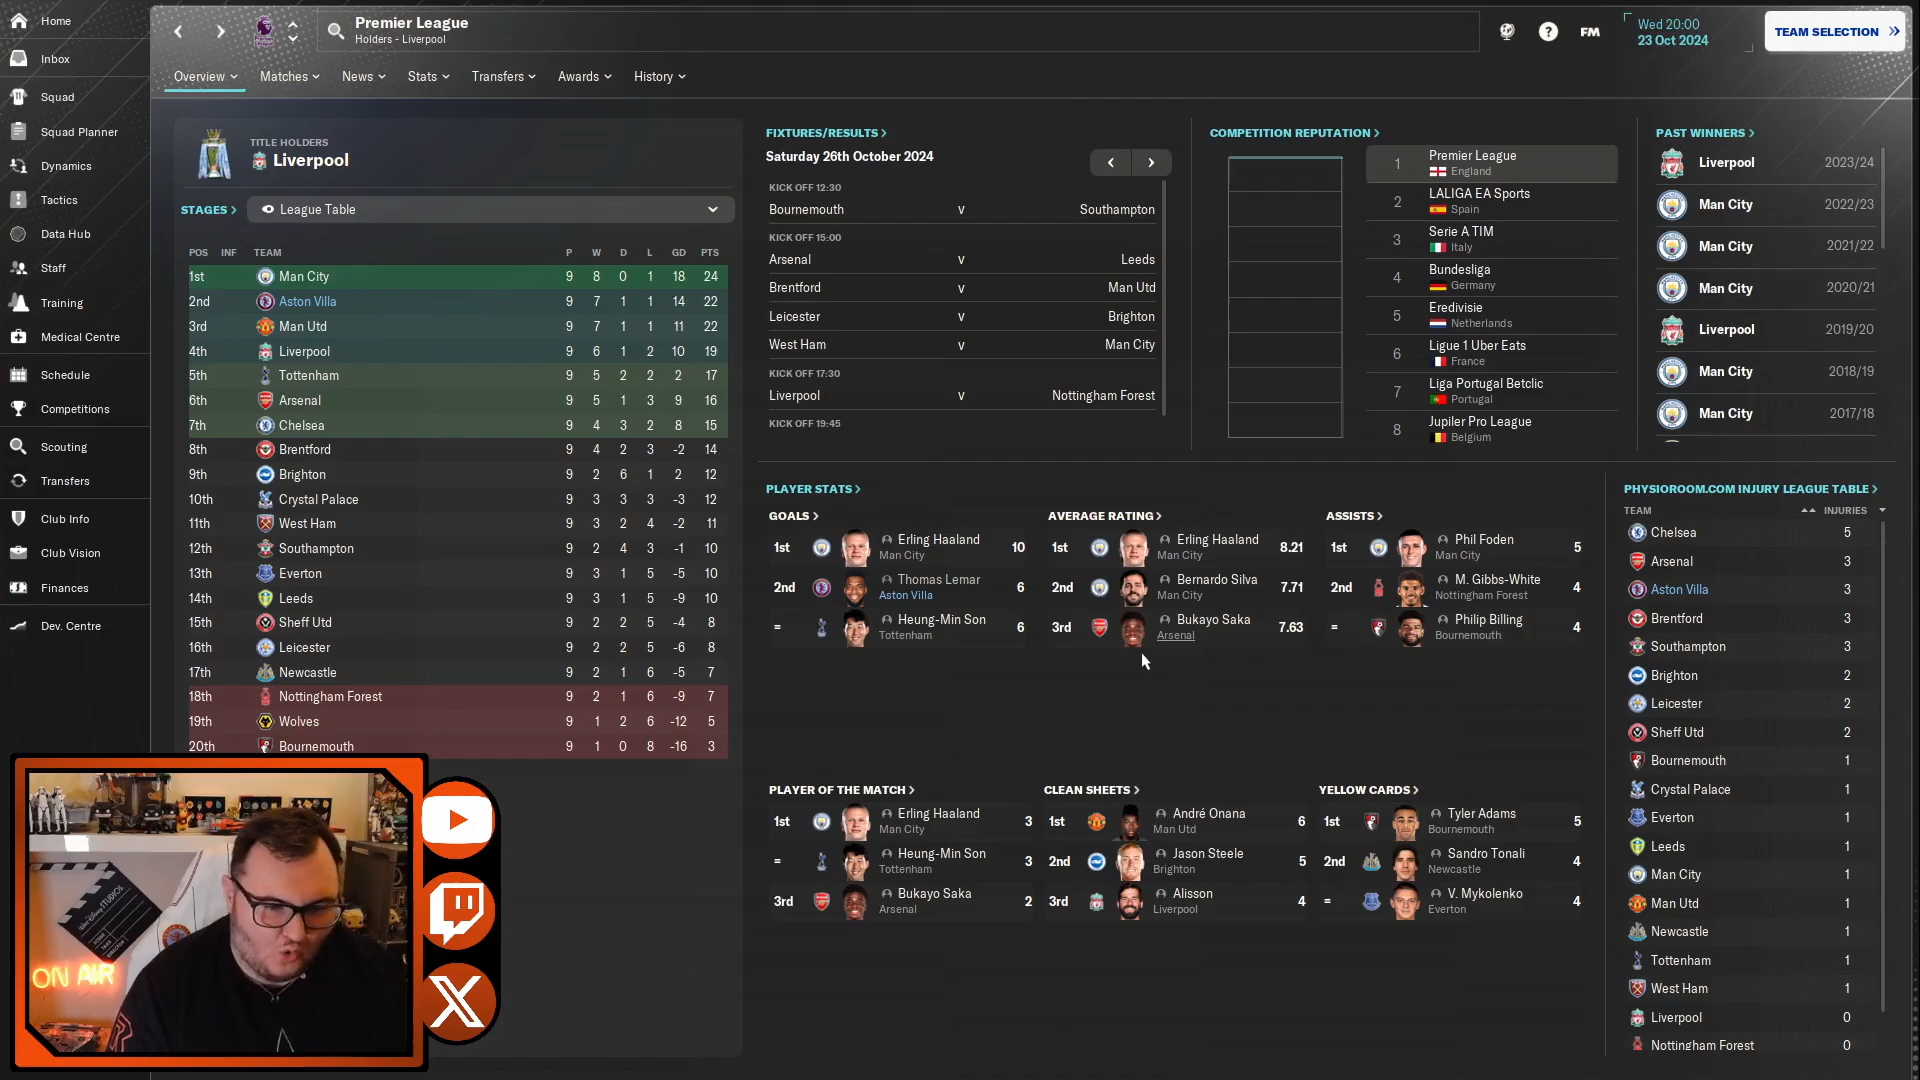 Home
Inbox
Squad
Squad Planner
Dynamics
Tactics
Data Hub
Staff
Training
Medical Centre
Schedule
Competitions
Scouting
Transfers
Club Info
Club Vision
Finances
Dev. Centre
Premier League
Holders - Liverpool
FM
Wed 20:00
23 Oct 2024
TEAM SELECTION
Overview Matches News Stats Transfers Awards History
TITLE HOLDERS
Liverpool
STAGES > League Table
POS INF TEAM P W D L GD PTS
1st Man City 9 8 0 1 18 24
2nd Aston Villa 9 7 1 1 14 22
3rd Man Utd 9 7 1 1 11 22
4th Liverpool 9 6 1 2 10 19
5th Tottenham 9 5 2 2 2 17
6th Arsenal 9 5 1 3 9 16
7th Chelsea 9 4 3 2 8 15
8th Brentford 9 4 2 3 -2 14
9th Brighton 9 2 6 1 2 12
10th Crystal Palace 9 3 3 3 -3 12
11th West Ham 9 3 2 4 -2 11
12th Southampton 9 2 4 3 -1 10
13th Everton 9 3 1 5 -5 10
14th Leeds 9 3 1 5 -9 10
15th Sheff Utd 9 2 2 5 -4 8
16th Leicester 9 2 2 5 -6 8
17th Newcastle 9 2 1 6 -5 7
18th Nottingham Forest 9 2 1 6 -9 7
19th Wolves 9 1 2 6 -12 5
20th Bournemouth 9 1 0 8 -16 3
FIXTURES/RESULTS >
Saturday 26th October 2024
KICK OFF 12:30
Bournemouth v Southampton
KICK OFF 15:00
Arsenal v Leeds
Brentford v Man Utd
Leicester v Brighton
West Ham v Man City
KICK OFF 17:30
Liverpool v Nottingham Forest
KICK OFF 19:45
COMPETITION REPUTATION >
1 Premier League
England
2 LALIGA EA Sports
Spain
3 Serie A TIM
Italy
4 Bundesliga
Germany
5 Eredivisie
Netherlands
6 Ligue 1 Uber Eats
France
7 Liga Portugal Betclic
Portugal
8 Jupiler Pro League
Belgium
PAST WINNERS >
Liverpool 2023/24
Man City 2022/23
Man City 2021/22
Man City 2020/21
Liverpool 2019/20
Man City 2018/19
Man City 2017/18
PLAYER STATS >
GOALS >
1st Erling Haaland 10
Man City
2nd Thomas Lemar 6
Aston Villa
= Heung-Min Son 6
Tottenham
AVERAGE RATING >
1st Erling Haaland 8.21
Man City
2nd Bernardo Silva 7.71
Man City
3rd Bukayo Saka 7.63
Arsenal
ASSISTS >
1st Phil Foden 5
Man City
2nd M. Gibbs-White 4
Nottingham Forest
= Philip Billing 4
Bournemouth
PLAYER OF THE MATCH >
1st Erling Haaland 3
Man City
= Heung-Min Son 3
Tottenham
3rd Bukayo Saka 2
Arsenal
CLEAN SHEETS >
1st André Onana 6
Man Utd
2nd Jason Steele 5
Brighton
3rd Alisson 4
Liverpool
YELLOW CARDS >
1st Tyler Adams 5
Bournemouth
2nd Sandro Tonali 4
Newcastle
= V. Mykolenko 4
Everton
PHYSIOROOM.COM INJURY LEAGUE TABLE >
TEAM INJURIES
Chelsea 5
Arsenal 3
Aston Villa 3
Brentford 3
Southampton 3
Brighton 2
Leicester 2
Sheff Utd 2
Bournemouth 1
Crystal Palace 1
Everton 1
Leeds 1
Man City 1
Man Utd 1
Newcastle 1
Tottenham 1
West Ham 1
Liverpool 0
Nottingham Forest 0
ON AIR